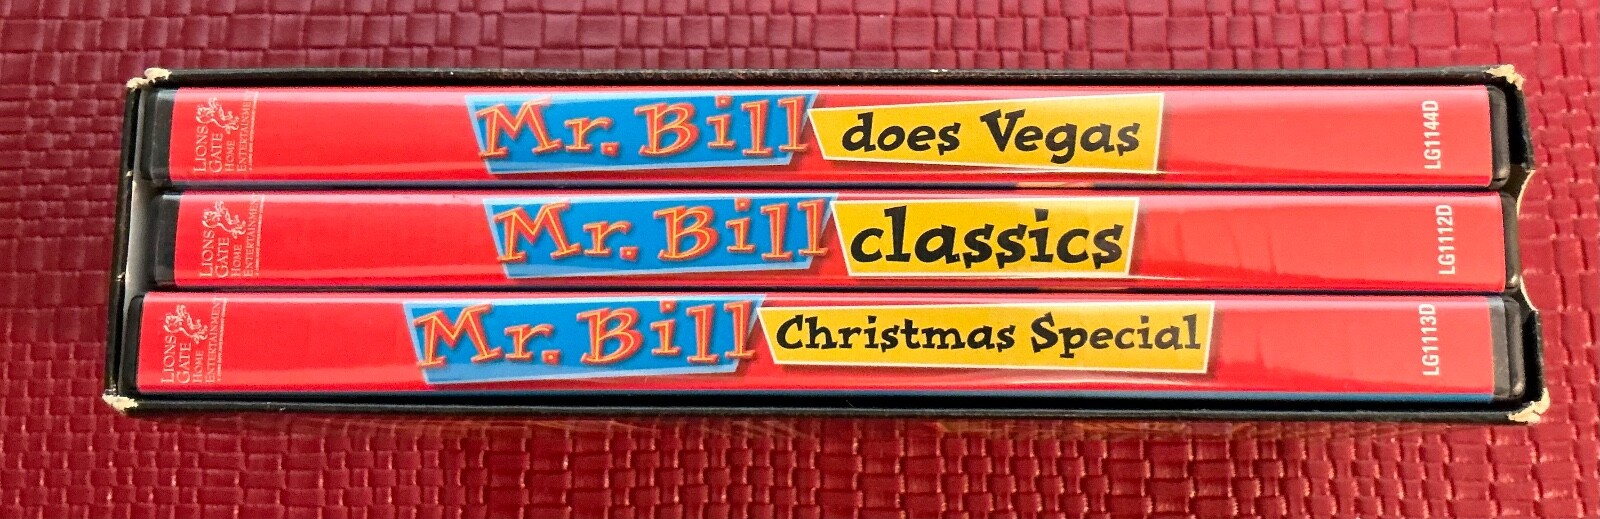 LIONS
GATE
HOME
ENTERTAINMENT
Mr. Bill does Vegas
LG1144D
LIONS
GATE
HOME
ENTERTAINMENT
Mr. Bill classics
LG1112D
LIONS
GATE
HOME
ENTERTAINMENT
Mr. Bill Christmas Special
LG1113D